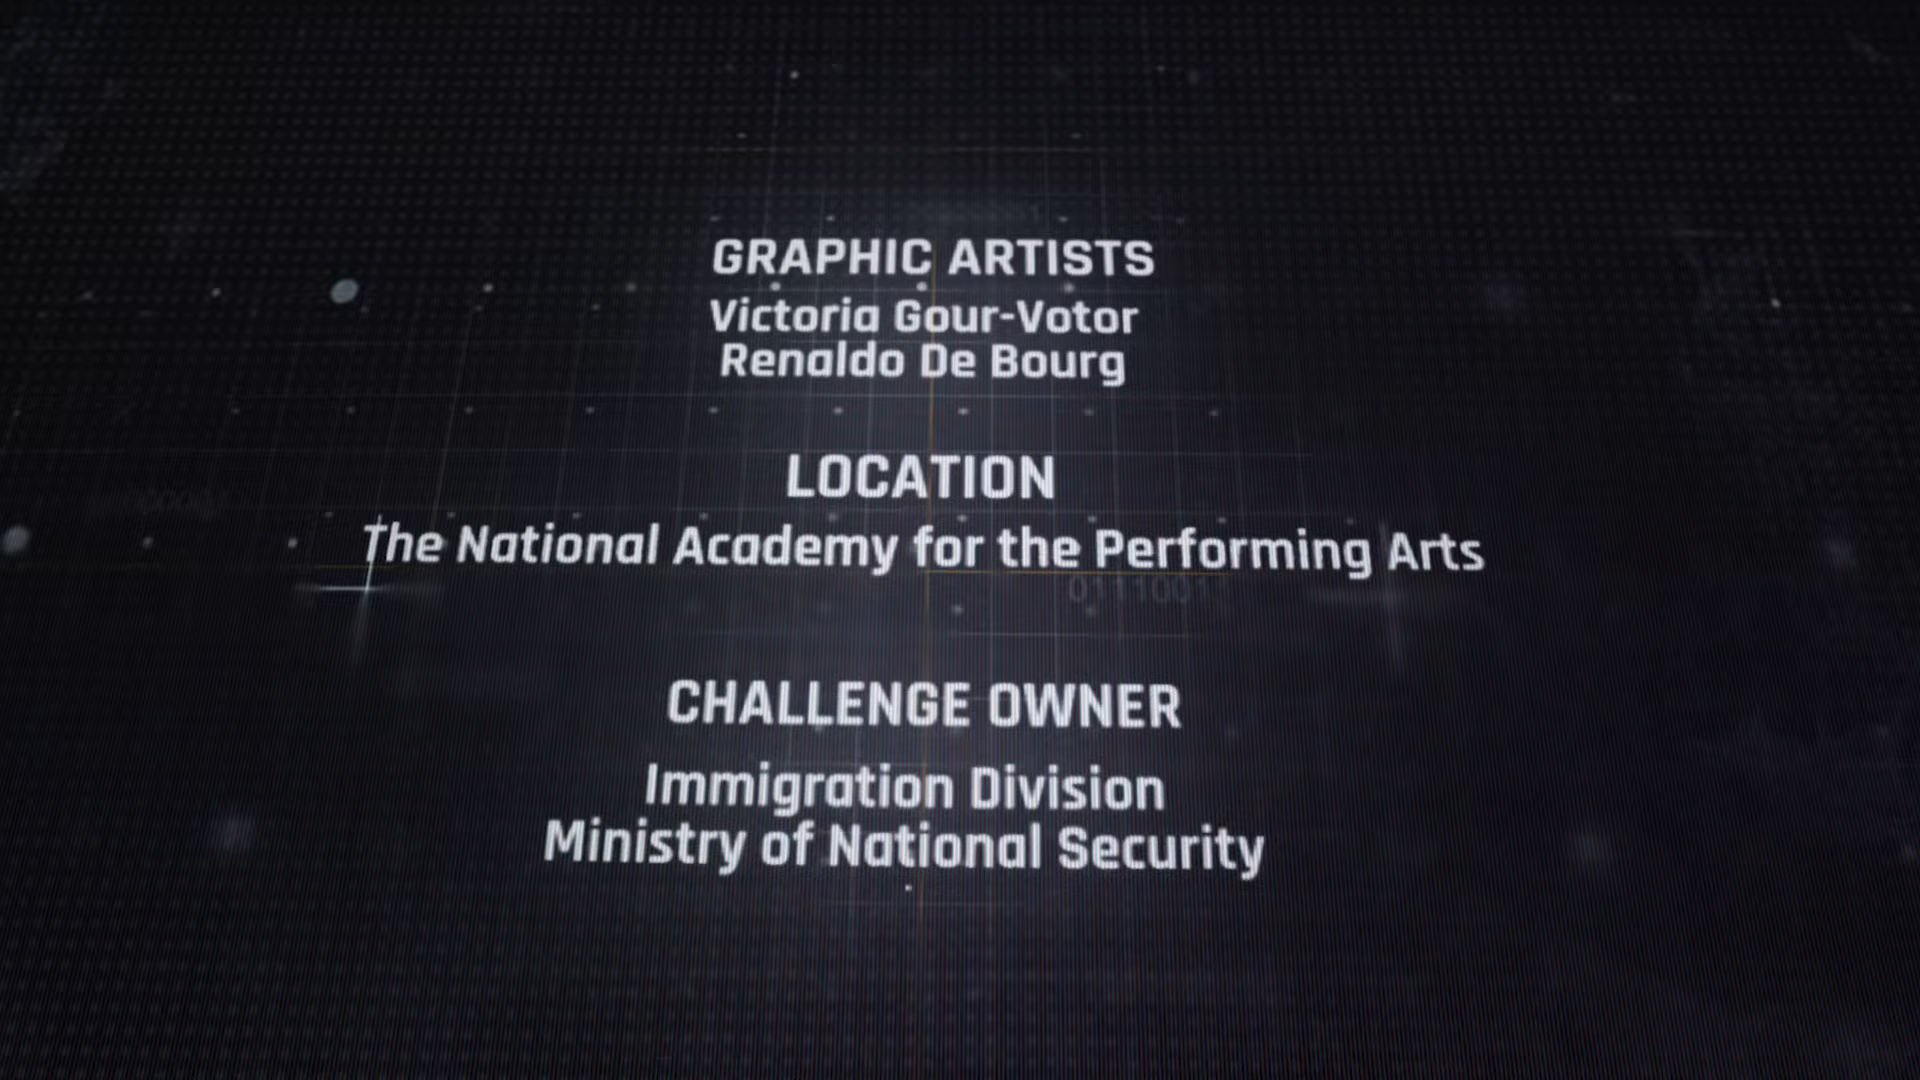 GRAPHIC ARTISTS
Victoria Gour-Votor
Renaldo De Bourg
LOCATION
The National Academy for the Performing Arts
0111001
CHALLENGE OWNER
Immigration Division
Ministry of National Security